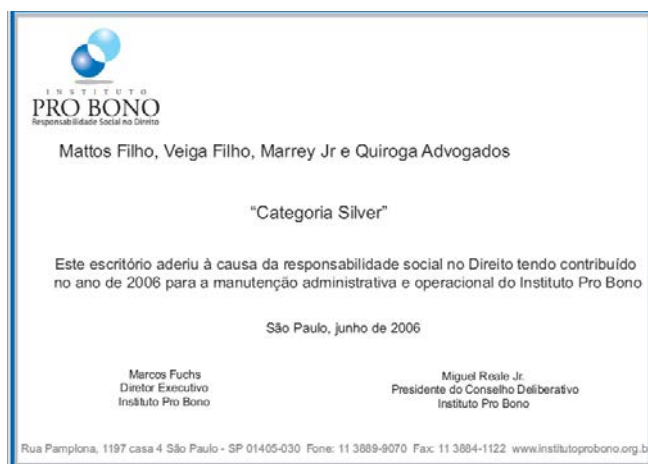 INSTITUTO
PRO BONO
Responsabilidade Social no Direito
Mattos Filho, Veiga Filho, Marrey Jr e Quiroga Advogados
“Categoria Silver”
Este escritório aderiu à causa da responsabilidade social no Direito tendo contribuído
no ano de 2006 para a manutenção administrativa e operacional do Instituto Pro Bono
São Paulo, junho de 2006
Marcos Fuchs
Diretor Executivo
Instituto Pro Bono
Miguel Reale Jr.
Presidente do Conselho Deliberativo
Instituto Pro Bono
Rua Pamplona, 1197 casa 4 São Paulo - SP 01405-030 Fone: 11 3889-9070 Fax: 11 3884-1122 www.institutoprobono.org.b